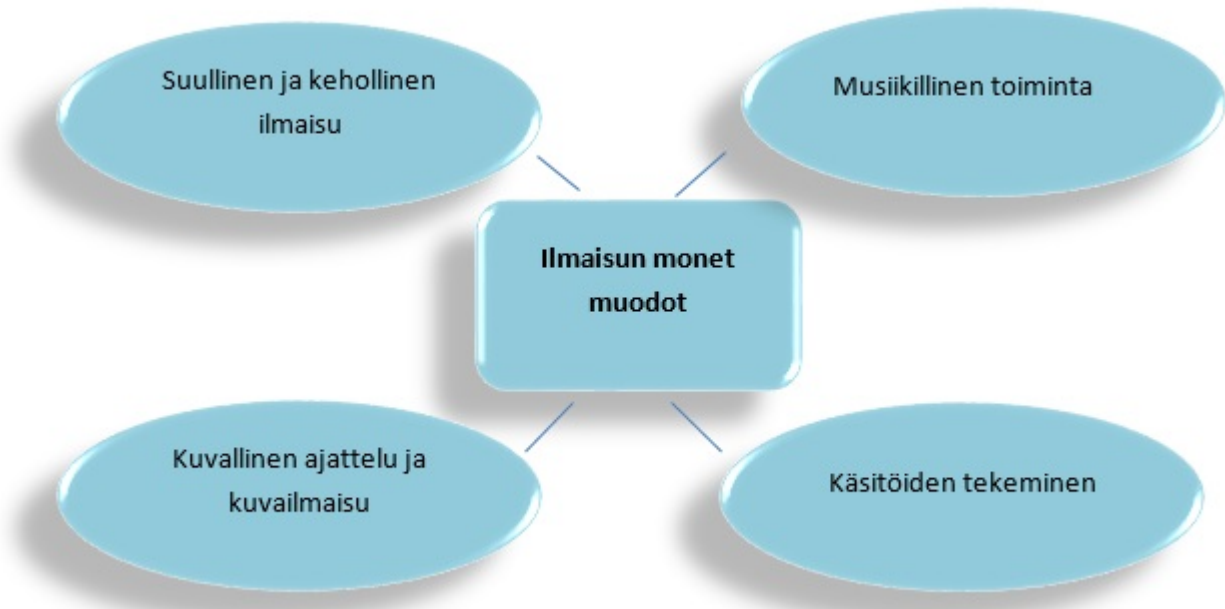 Suullinen ja kehollinen
ilmaisu
Musiikillinen toiminta
Ilmaisun monet
muodot
Kuvallinen ajattelu ja
kuvailmaisu
Käsitöiden tekeminen